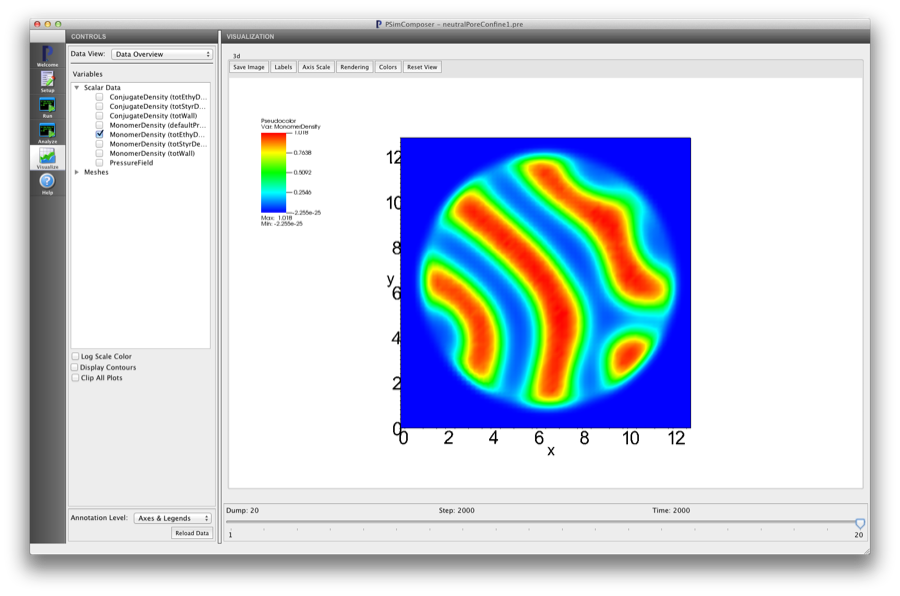 PSimComposer - neutralPoreConfine1.pre
CONTROLS
VISUALIZATION
Welcome
Setup
Run
Analyze
Visualize
Help
Data View: Data Overview
Variables
Scalar Data
ConjugateDensity (totEthyD...
ConjugateDensity (totStyrD...
ConjugateDensity (totWall)
MonomerDensity (defaultPr...
MonomerDensity (totEthyD...
MonomerDensity (totStyrDe...
MonomerDensity (totWall)
PressureField
Meshes
Log Scale Color
Display Contours
Clip All Plots
Annotation Level: Axes & Legends
Reload Data
3d
Save Image Labels Axis Scale Rendering Colors Reset View
Pseudocolor
Var: MonomerDensity
1.018
0.7638
0.5092
0.2546
-2.255e-25
Max: 1.018
Min: -2.255e-25
12
10
8
y
6
4
2
0
0 2 4 6 8 10 12
x
Dump: 20 Step: 2000 Time: 2000
1 20